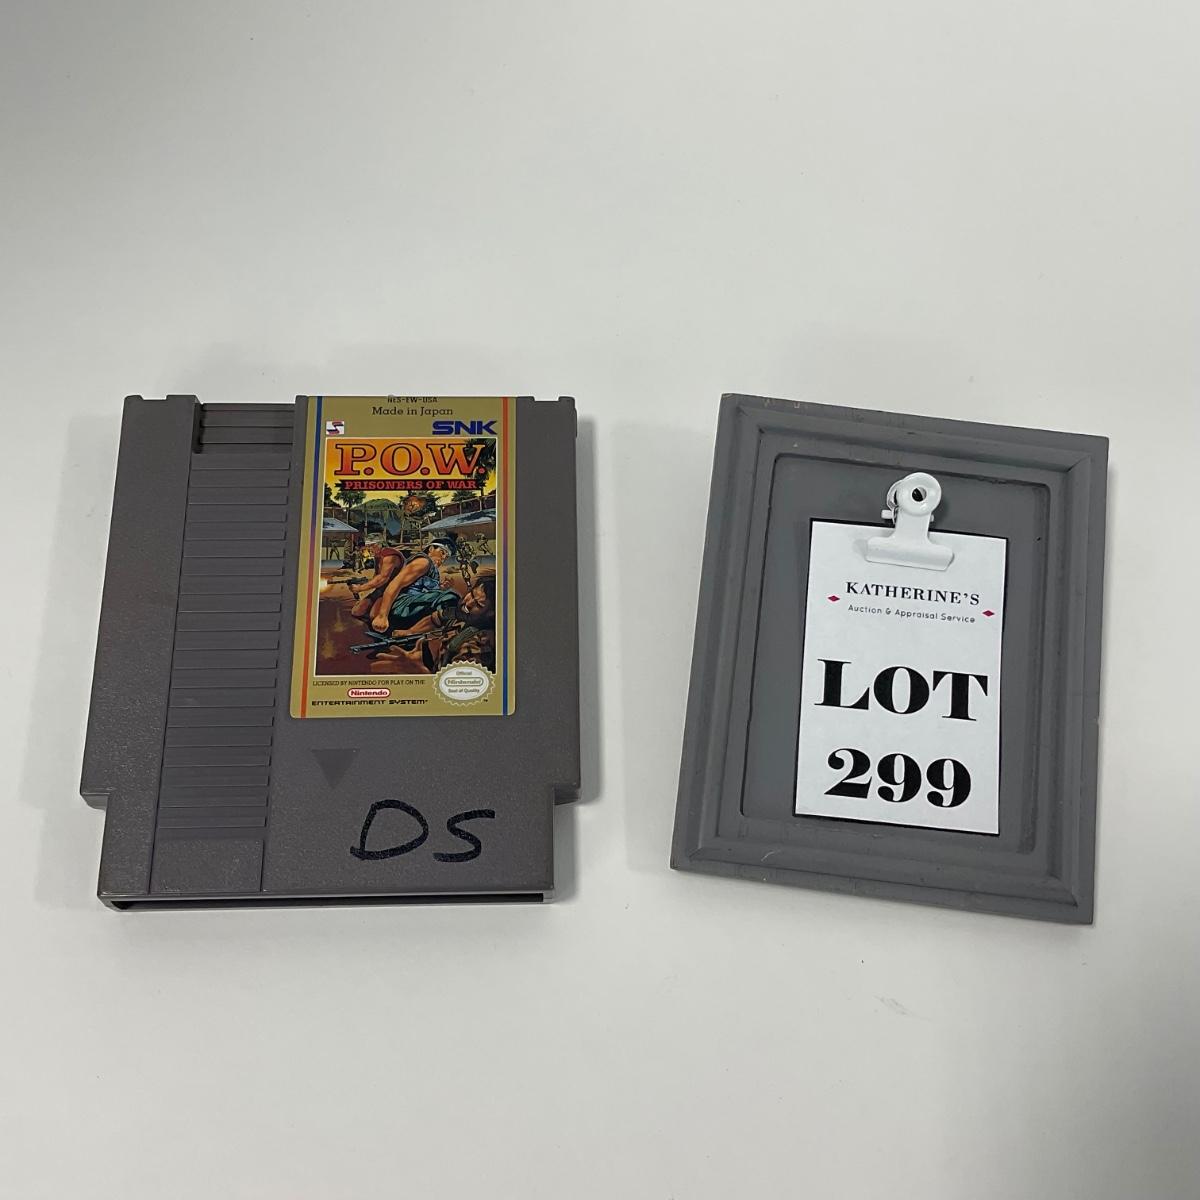 NES-EW-USA
Made in Japan
SNK
P.O.W.
PRISONERS OF WAR
LICENSED BY NINTENDO FOR PLAY ON THE
Nintendo
ENTERTAINMENT SYSTEM
Official
Nintendo
Seal of Quality
TM
DS
KATHERINE'S
Auction & Appraisal Service
LOT
299